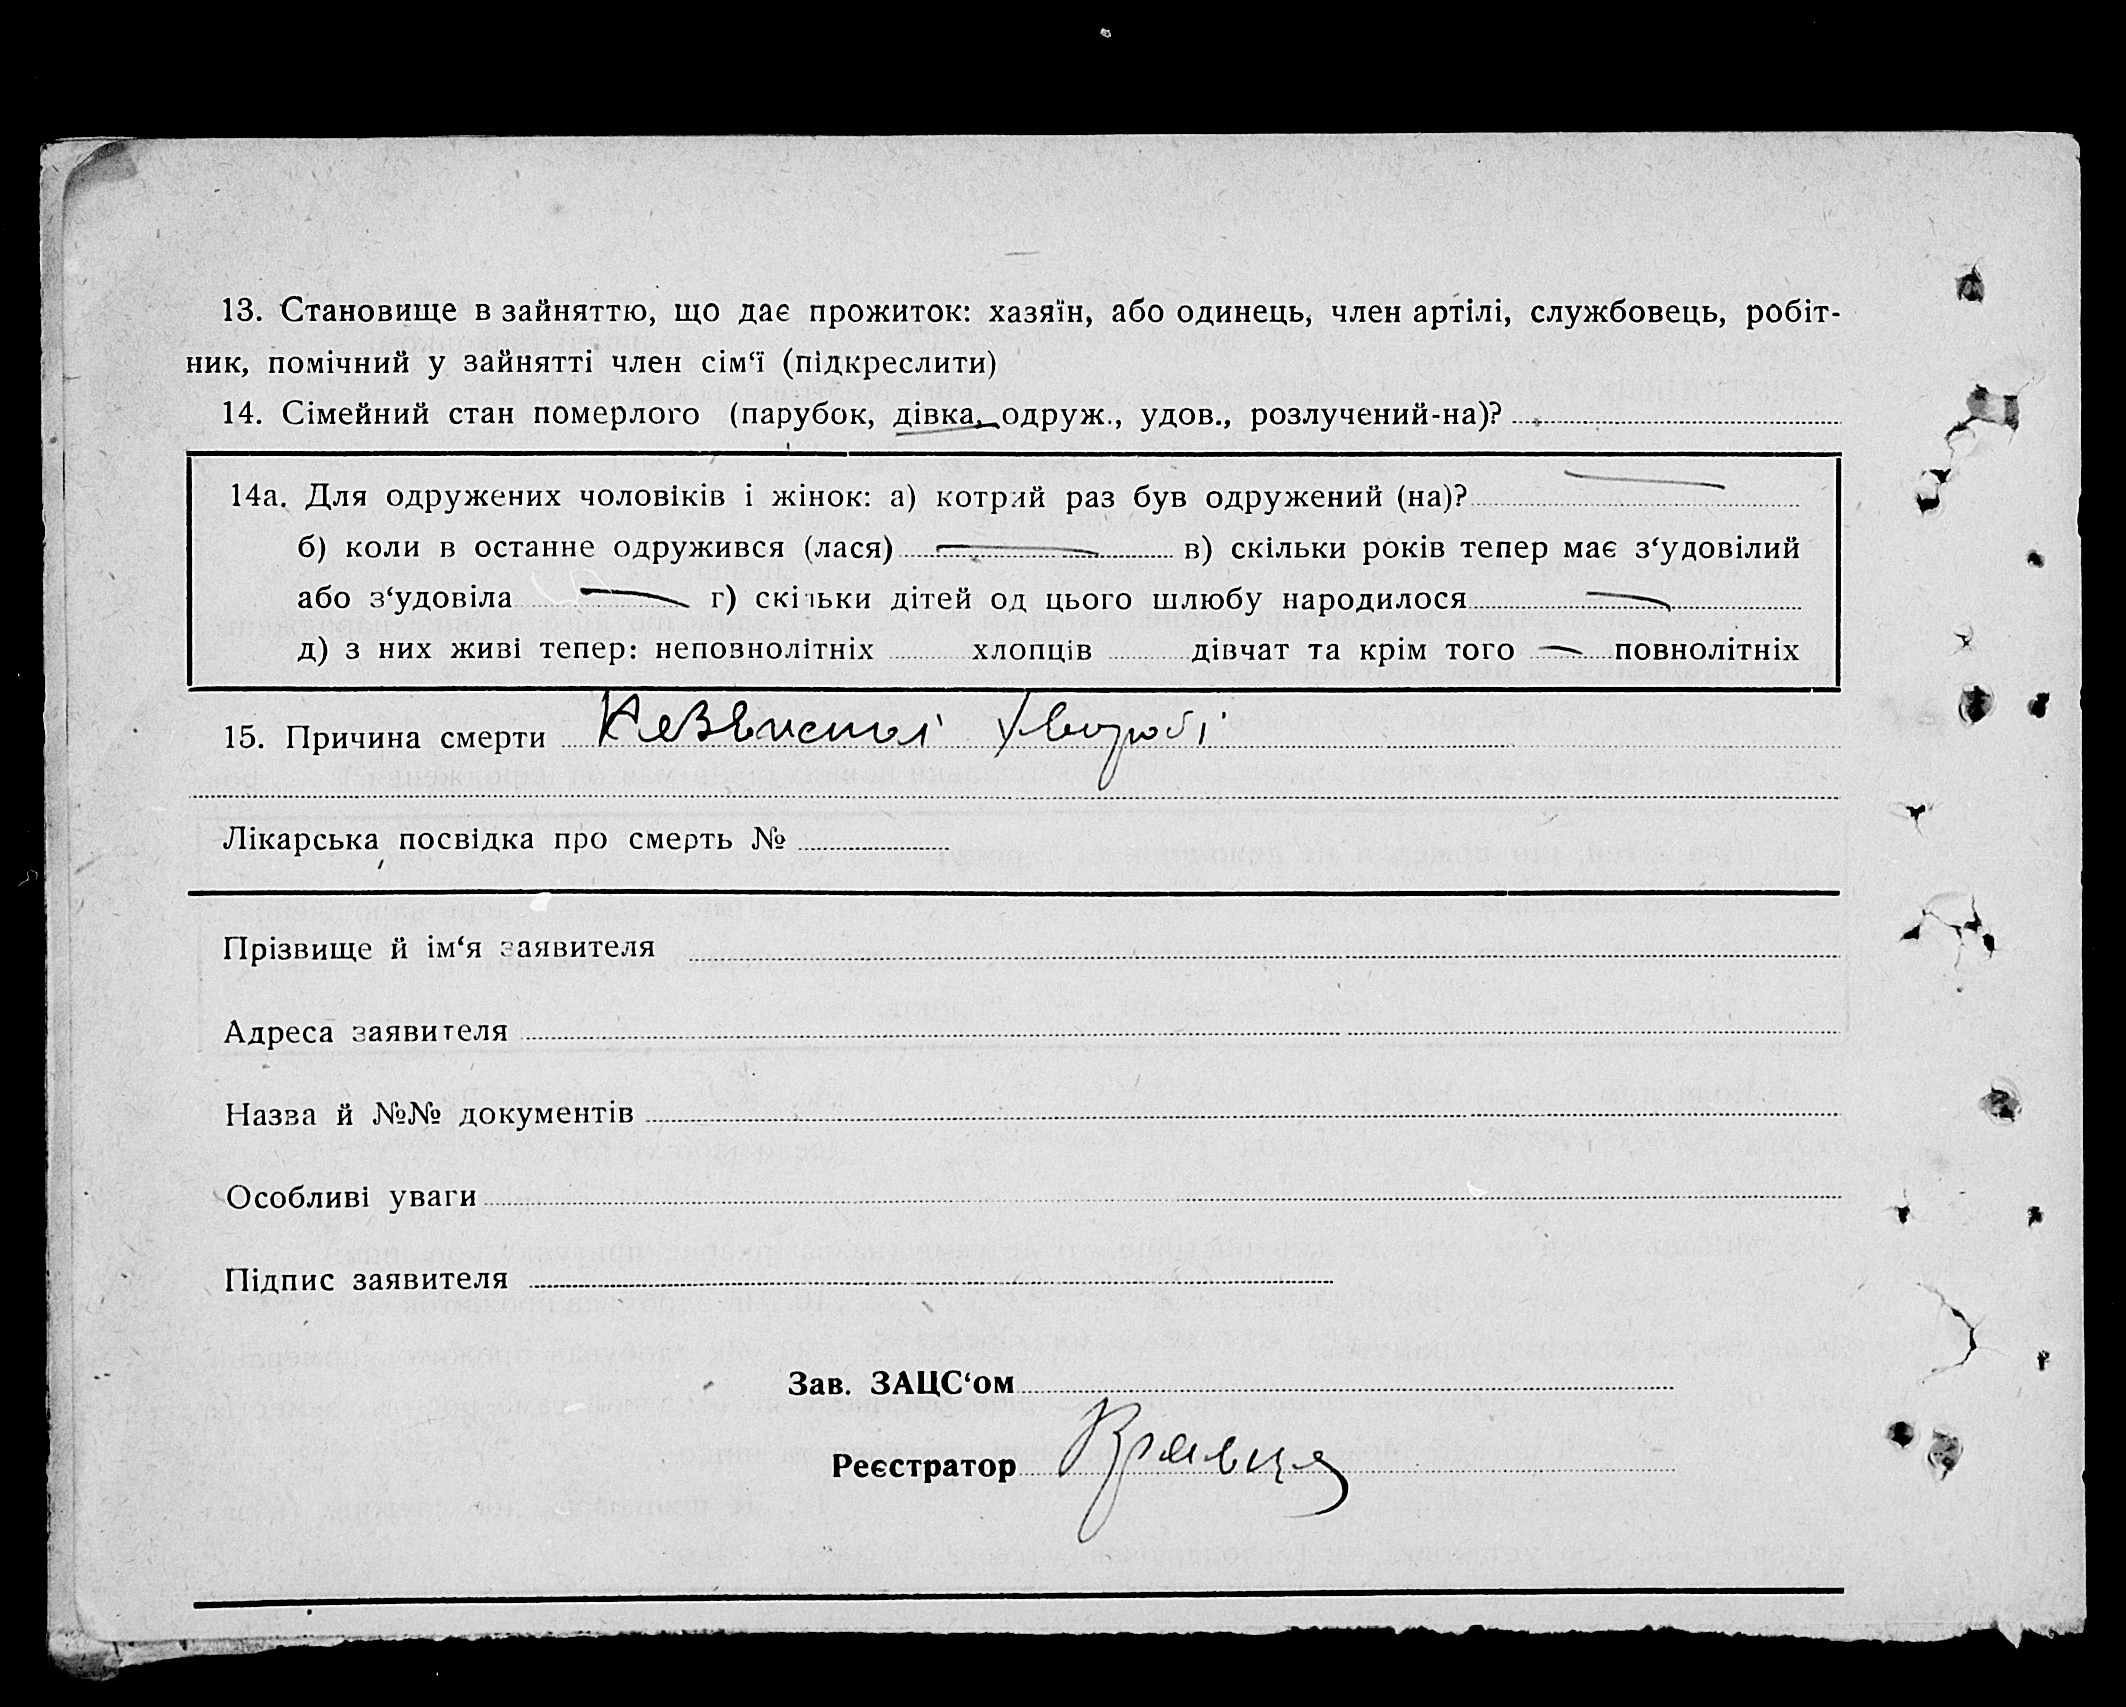 13. Становище в зайняттю, що дає прожиток: хазяїн, або одинець, член артілі, службовець, робіт-
ник, помічний у зайнятті член сім‘ї (підкреслити)
14. Сімейний стан померлого (парубок, дівка, одруж., удов., розлучений-на)?
14а. Для одружених чоловіків і жінок: а) котрий раз був одружений (на)?
б) коли в останне одружився (лася) в) скільки років тепер має з‘удовілий
або з‘удовіла г) скільки дітей од цього шлюбу народилося
д) з них живі тепер: неповнолітніх хлопців дівчат та крім того повнолітніх
15. Причина смерти Незвисної хвороби
Лікарська посвідка про смерть №
Прізвище й ім‘я заявителя
Адреса заявителя
Назва й №№ документів
Особливі уваги
Підпис заявителя
Зав. ЗАЦС‘ом
Реєстратор